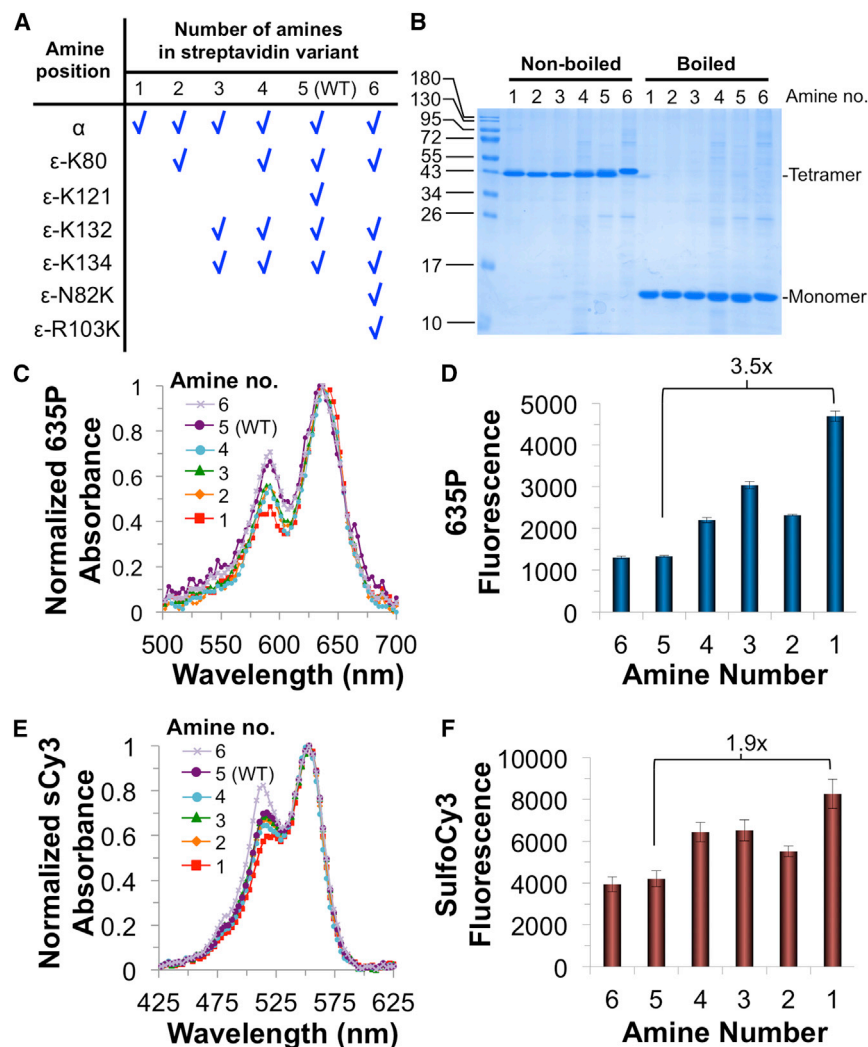 A
Amine position
Number of amines in streptavidin variant
1 2 3 4 5 (WT) 6
α
ε-K80
ε-K121
ε-K132
ε-K134
ε-N82K
ε-R103K
B
Non-boiled Boiled
1 2 3 4 5 6 1 2 3 4 5 6 Amine no.
180
130
95
72
55
43
34
26
17
10
-Tetramer
-Monomer
C
Normalized 635P Absorbance
1
0.8
0.6
0.4
0.2
0
Amine no.
6
5 (WT)
4
3
2
1
500 550 600 650 700
Wavelength (nm)
D
3.5x
635P Fluorescence
5000
4000
3000
2000
1000
0
6 5 4 3 2 1
Amine Number
E
Normalized sCy3 Absorbance
1
0.8
0.6
0.4
0.2
0
Amine no.
6
5 (WT)
4
3
2
1
425 475 525 575 625
Wavelength (nm)
F
1.9x
SulfoCy3 Fluorescence
10000
8000
6000
4000
2000
0
6 5 4 3 2 1
Amine Number